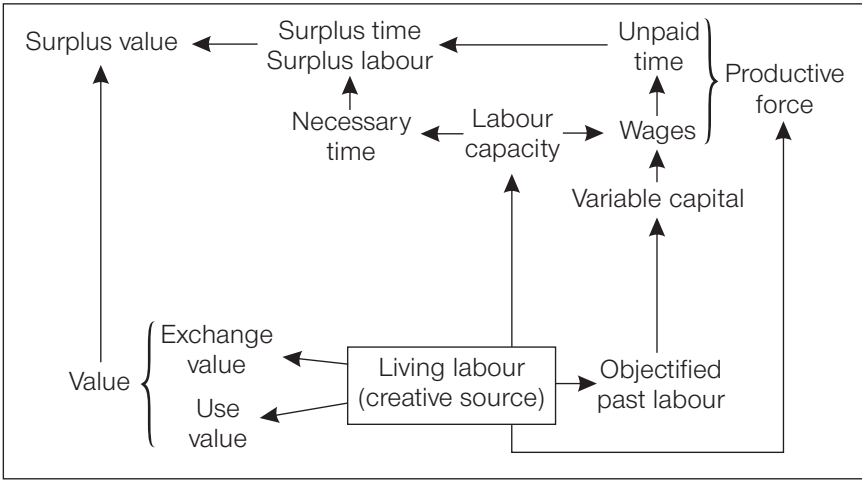 Surplus value
Surplus time
Surplus labour
Unpaid
time
Productive
force
Necessary
time
Labour
capacity
Wages
Variable capital
Exchange
value
Value
Use
value
Living labour
(creative source)
Objectified
past labour